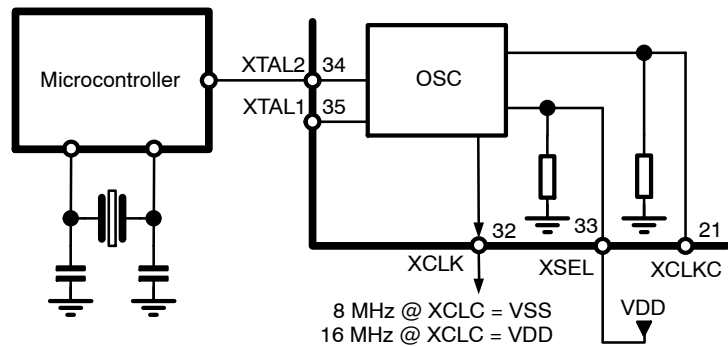 Microcontroller
XTAL2 34
XTAL1 35
OSC
32
33
21
XCLK
XSEL
XCLKC
8 MHz @ XCLC = VSS
16 MHz @ XCLC = VDD
VDD